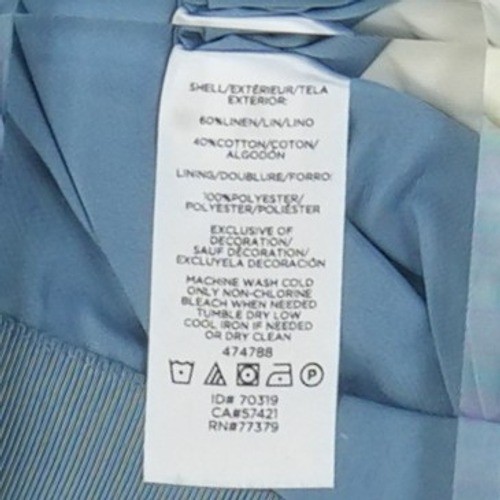 SHELL/EXTÉRIEUR/TELA
EXTERIOR:
60%LINEN/LIN/LINO
40%COTTON/COTON/
ALGODÓN
LINING/DOUBLURE/FORRO:
100%POLYESTER/
POLYESTER/POLIÉSTER
EXCLUSIVE OF
DECORATION/
SAUF DÉCORATION/
EXCLUYELA DECORACIÓN
MACHINE WASH COLD
ONLY NON-CHLORINE
BLEACH WHEN NEEDED
TUMBLE DRY LOW
COOL IRON IF NEEDED
OR DRY CLEAN
474788
P
ID# 70319
CA#57421
RN#77379